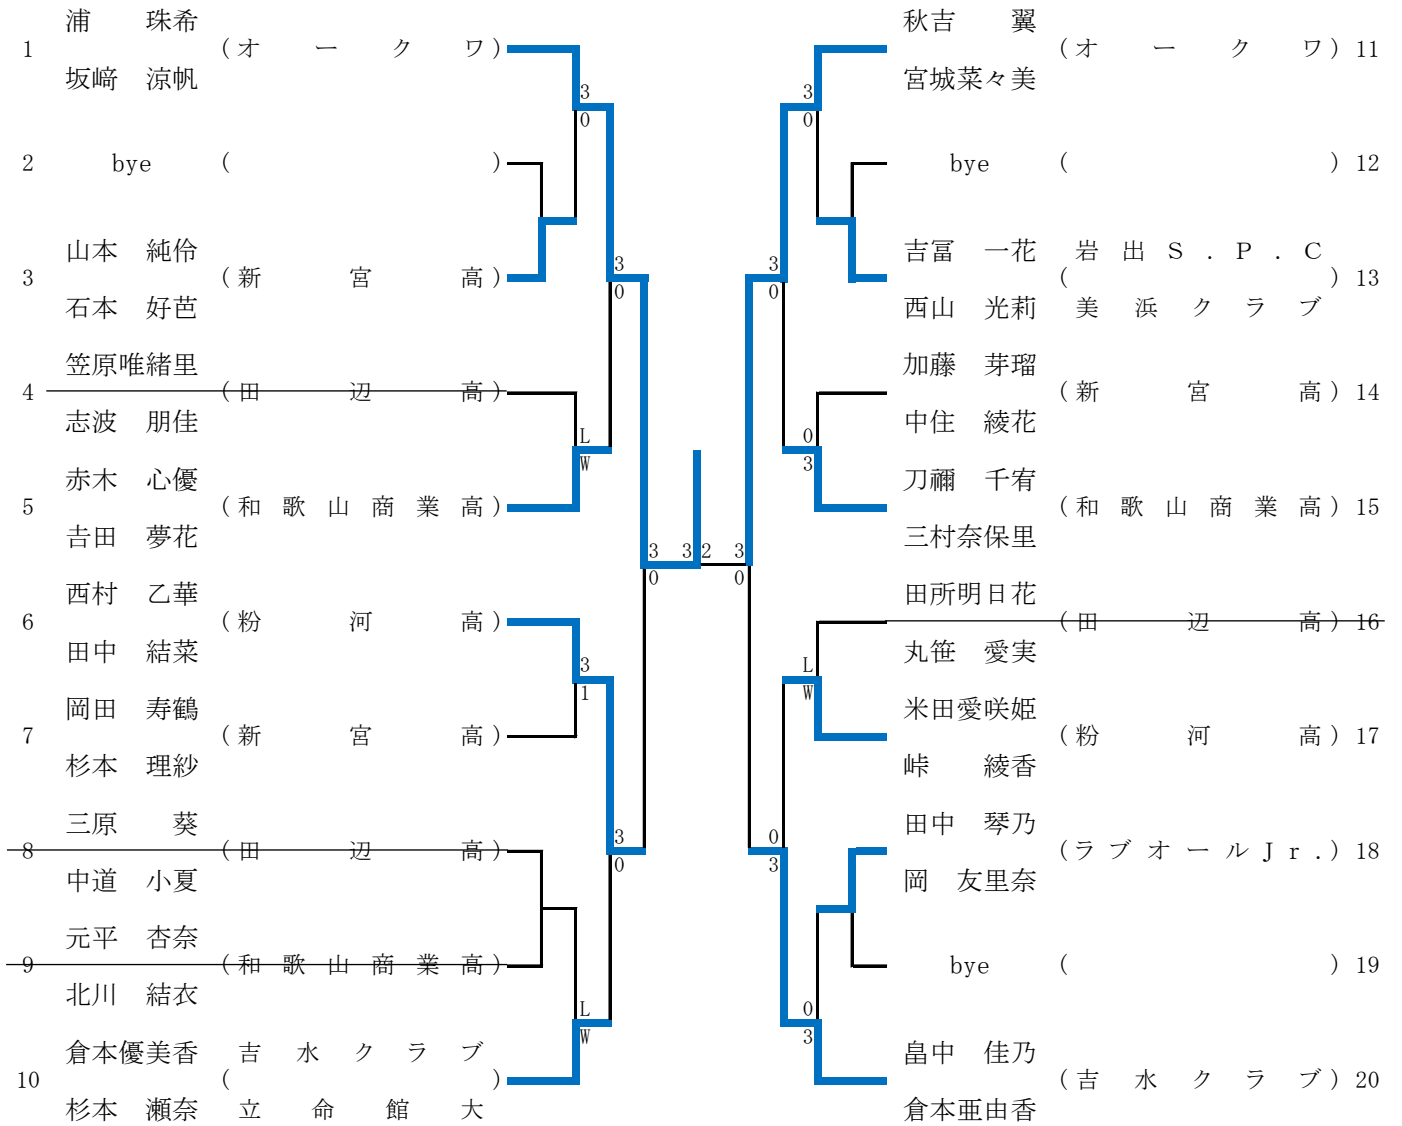 浦　珠希
1 (オークワ)
坂﨑　涼帆
3
0
2 bye ( )
山本　純伶
3 (新宮高)
石本　好芭
3
0
笠原唯緒里
4 (田辺高)
志波　朋佳
L
W
赤木　心優
5 (和歌山商業高)
𠮷田　夢花
3 3 2 3
0 0
西村　乙華
6 (粉河高)
田中　結菜
3
1
岡田　寿鶴
7 (新宮高)
杉本　理紗
3
0
三原　葵
8 (田辺高)
中道　小夏
元平　杏奈
9 (和歌山商業高)
北川　結衣
L
W
倉本優美香 吉水クラブ
10 ( )
杉本　瀬奈 立命館大
秋吉　翼
(オークワ) 11
宮城菜々美
3
0
bye ( ) 12
吉冨　一花 岩出S.P.C
( ) 13
西山　光莉 美浜クラブ
3
0
加藤　芽瑠
(新宮高) 14
中住　綾花
0
3
刀禰　千宥
(和歌山商業高) 15
三村奈保里
田所明日花
(田辺高) 16
丸笹　愛実
L
W
米田愛咲姫
(粉河高) 17
峠　綾香
0
3
田中　琴乃
(ラブオールJr.) 18
岡　友里奈
bye ( ) 19
0
3
畠中　佳乃
(吉水クラブ) 20
倉本亜由香